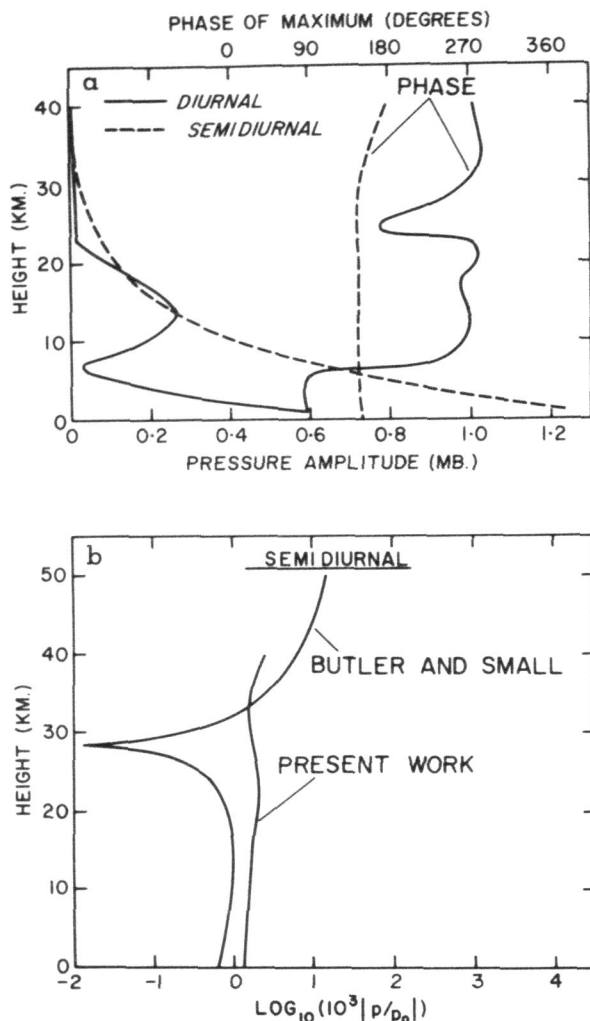 PHASE OF MAXIMUM (DEGREES)
0 90 180 280 380
a
DIURNAL
SEMIDIURNAL
PHASE
HEIGHT (KM.)
40
30
20
10
0
0 0·2 0·4 0·6 0·8 1·0 1·2
PRESSURE AMPLITUDE (MB.)
b
SEMIDIURNAL
BUTLER AND SMALL
PRESENT WORK
HEIGHT (KM.)
50
40
30
20
10
0
-2 -1 0 1 2 3 4
LOG10 (10³|p/p₀|)